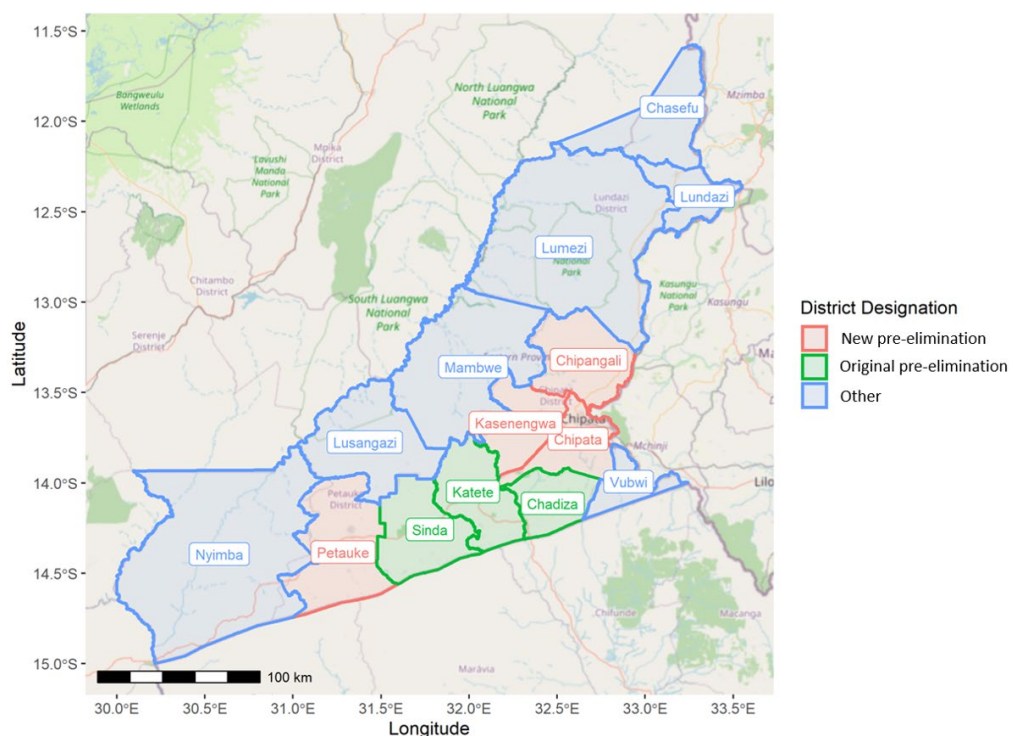 11.5°S
12.0°S
12.5°S
13.0°S
13.5°S
14.0°S
14.5°S
15.0°S
Latitude
Bangweulu
Wetlands
North Luangwa
National
Park
Mzimba
Chasefu
Mpika
District
Lavushi
Manda
National
Park
Lundazi
District
Lundazi
Lumezi
National
Park
Chitambo
District
South Luangwa
National
Park
Kasungu
National
Park
Kasungu
Serenje
District
Mambwe
Chipangali
District
Kasenengwa
Chipata
Chipata
Mchinji
Lusangazi
Vubwi
Petauke
District
Katete
Chadiza
Sinda
Nyimba
Petauke
Chifunde
Macanga
Marávia
100 km
30.0°E 30.5°E 31.0°E 31.5°E 32.0°E 32.5°E 33.0°E 33.5°E
Longitude
District Designation
New pre-elimination
Original pre-elimination
Other